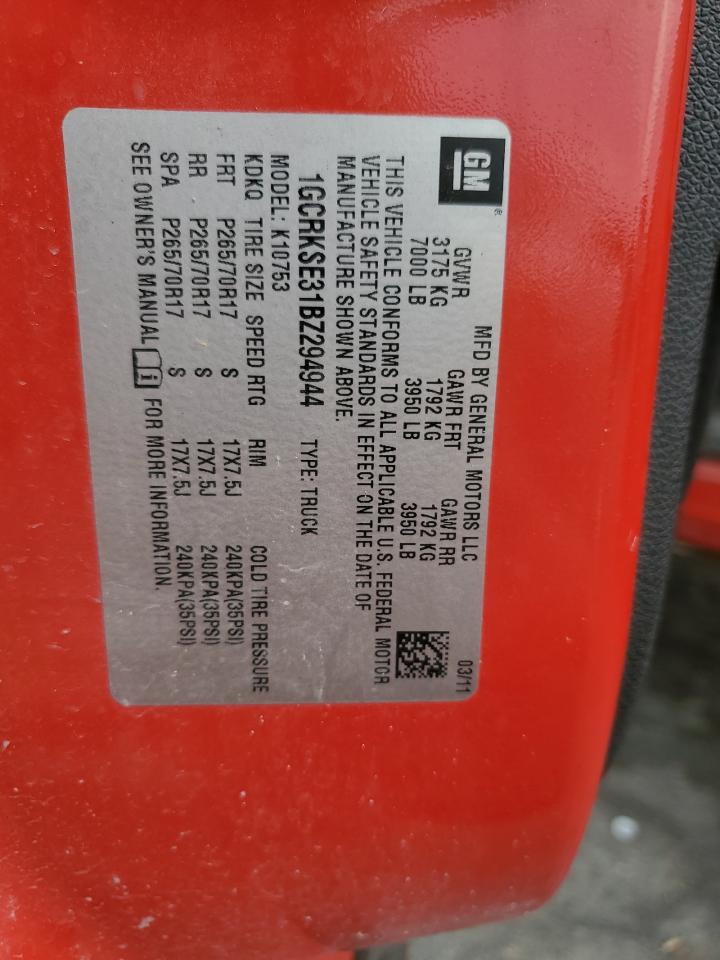 GM®
MFD BY GENERAL MOTORS LLC 03/11
GVWR GAWR FRT GAWR RR
3175 KG 1792 KG 1792 KG
7000 LB 3950 LB 3950 LB
THIS VEHICLE CONFORMS TO ALL APPLICABLE U.S. FEDERAL MOTOR
VEHICLE SAFETY STANDARDS IN EFFECT ON THE DATE OF
MANUFACTURE SHOWN ABOVE.
1GCRKSE31BZ294944 TYPE: TRUCK
MODEL: K10753
KDKQ TIRE SIZE SPEED RTG RIM COLD TIRE PRESSURE
FRT P265/70R17 S 17X7.5J 240KPA(35PSI)
RR P265/70R17 S 17X7.5J 240KPA(35PSI)
SPA P265/70R17 S 17X7.5J 240KPA(35PSI)
SEE OWNER'S MANUAL i FOR MORE INFORMATION.